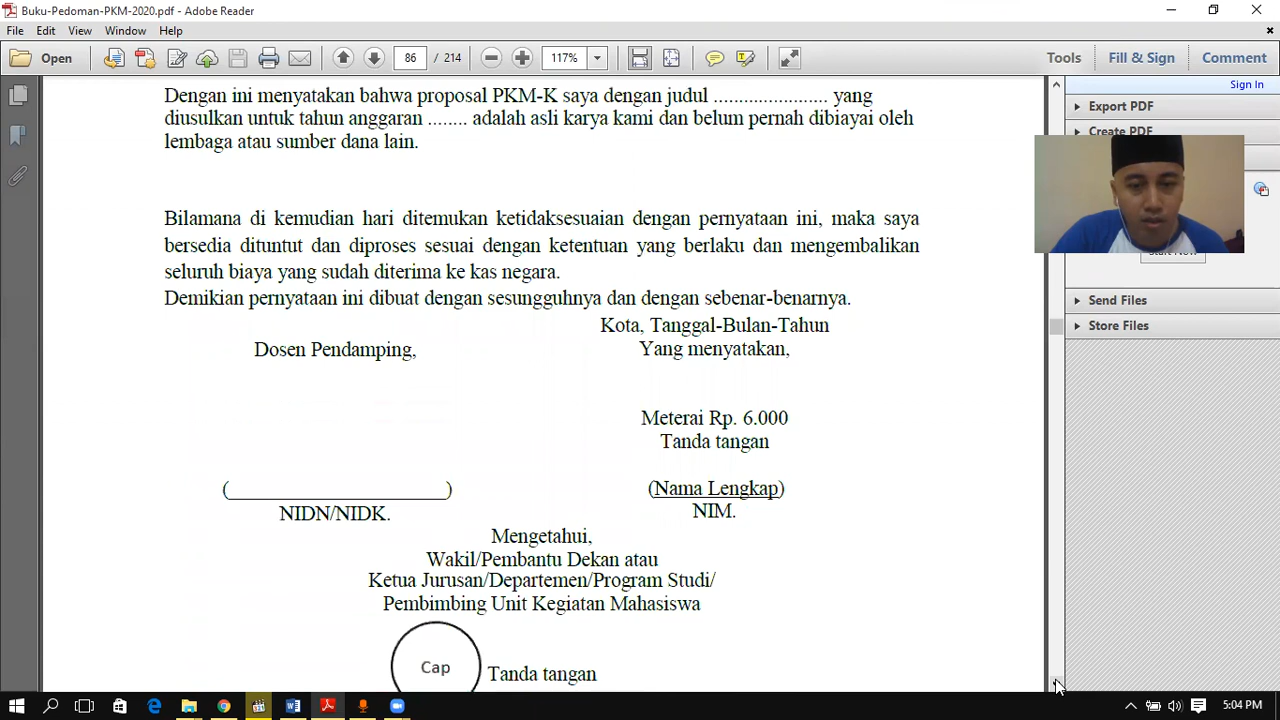 Buku-Pedoman-PKM-2020.pdf - Adobe Reader
File Edit View Window Help
Open 86 / 214 117% Tools Fill & Sign Comment
Sign In
Export PDF
Create PDF
Send Files
Store Files
Dengan ini menyatakan bahwa proposal PKM-K saya dengan judul ...................... yang
diusulkan untuk tahun anggaran ........ adalah asli karya kami dan belum pernah dibiayai oleh
lembaga atau sumber dana lain.
Bilamana di kemudian hari ditemukan ketidaksesuaian dengan pernyataan ini, maka saya
bersedia dituntut dan diproses sesuai dengan ketentuan yang berlaku dan mengembalikan
seluruh biaya yang sudah diterima ke kas negara.
Demikian pernyataan ini dibuat dengan sesungguhnya dan dengan sebenar-benarnya.
Kota, Tanggal-Bulan-Tahun
Dosen Pendamping, Yang menyatakan,
Meterai Rp. 6.000
Tanda tangan
(____________________) (Nama Lengkap)
NIDN/NIDK. NIM.
Mengetahui,
Wakil/Pembantu Dekan atau
Ketua Jurusan/Departemen/Program Studi/
Pembimbing Unit Kegiatan Mahasiswa
Cap Tanda tangan
5:04 PM